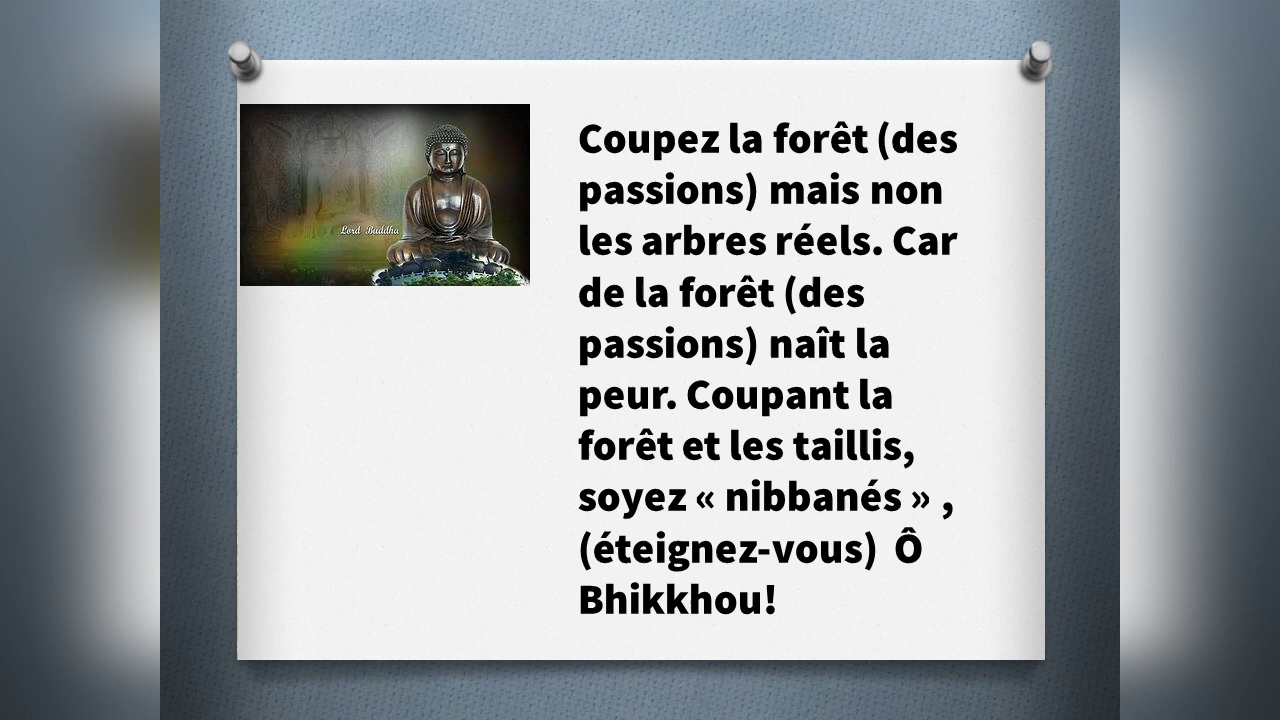 Lord Buddha
Coupez la forêt (des
passions) mais non
les arbres réels. Car
de la forêt (des
passions) naît la
peur. Coupant la
forêt et les taillis,
soyez « nibbanés » ,
(éteignez-vous)  Ô
Bhikkhou!